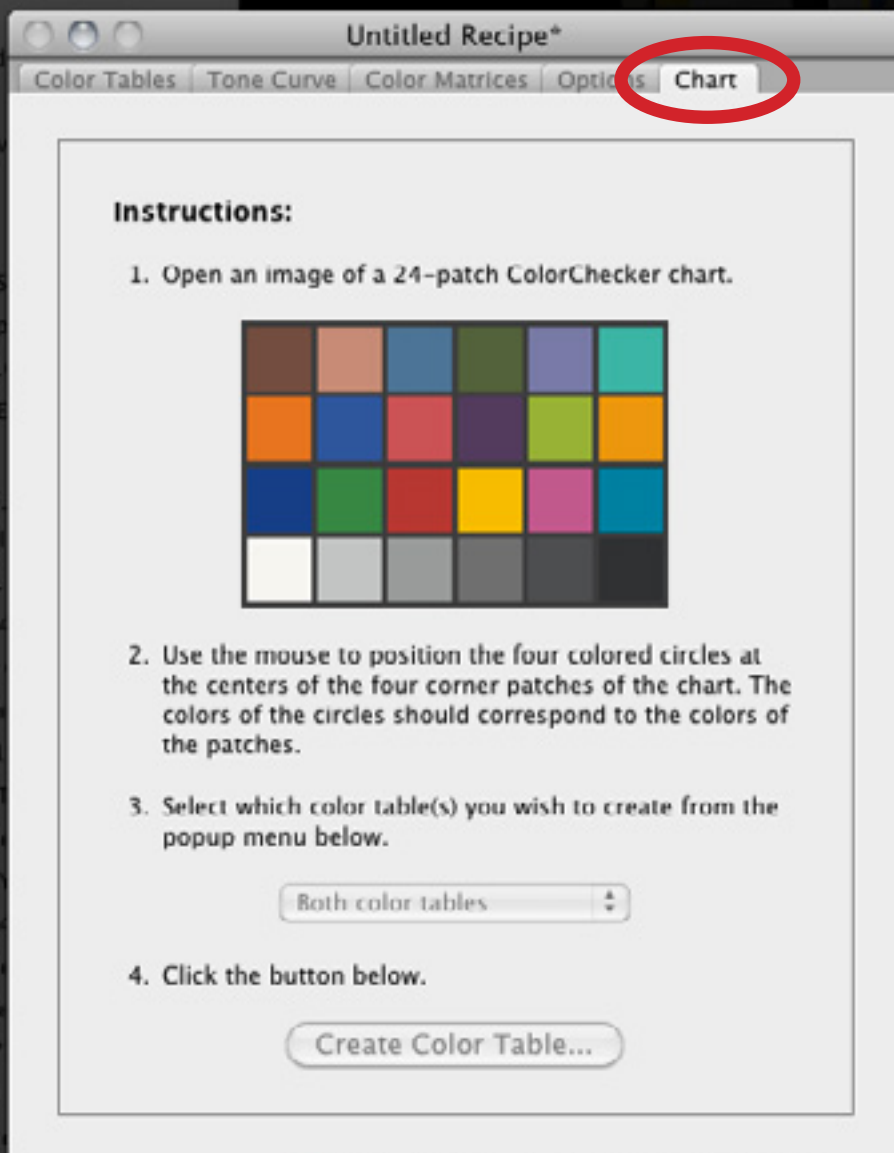 Untitled Recipe*
Color Tables Tone Curve Color Matrices Options Chart
Instructions:
1. Open an image of a 24-patch ColorChecker chart.
2. Use the mouse to position the four colored circles at
the centers of the four corner patches of the chart. The
colors of the circles should correspond to the colors of
the patches.
3. Select which color table(s) you wish to create from the
popup menu below.
Both color tables
4. Click the button below.
Create Color Table...